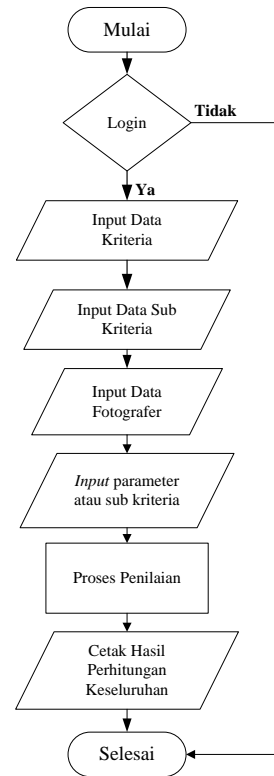 Mulai
Login
Tidak
Ya
Input Data
Kriteria
Input Data Sub
Kriteria
Input Data
Fotografer
Input parameter
atau sub kriteria
Proses Penilaian
Cetak Hasil
Perhitungan
Keseluruhan
Selesai